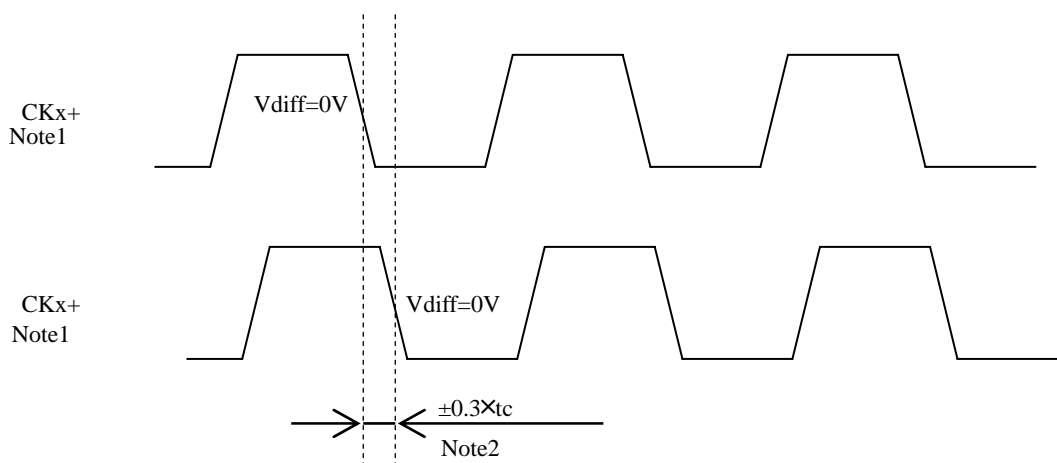 CKx+
Note1
Vdiff=0V
CKx+
Note1
Vdiff=0V
±0.3×tc
Note2